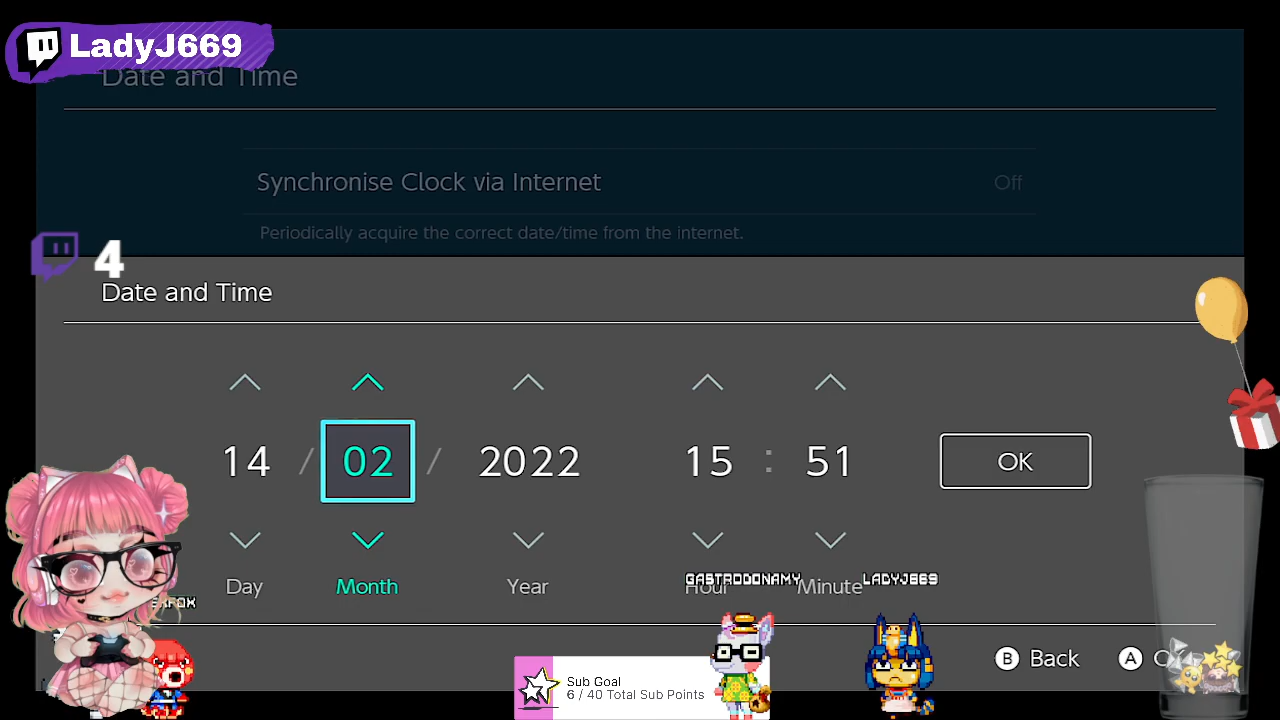 LadyJ669
Date and Time
Synchronise Clock via Internet Off
Periodically acquire the correct date/time from the internet.
4
Date and Time
14 / 02 / 2022 15 : 51 OK
GASTRODONAMY LADYJ669
Day Month Year Hour Minute
B Back A
Sub Goal
6 / 40 Total Sub Points